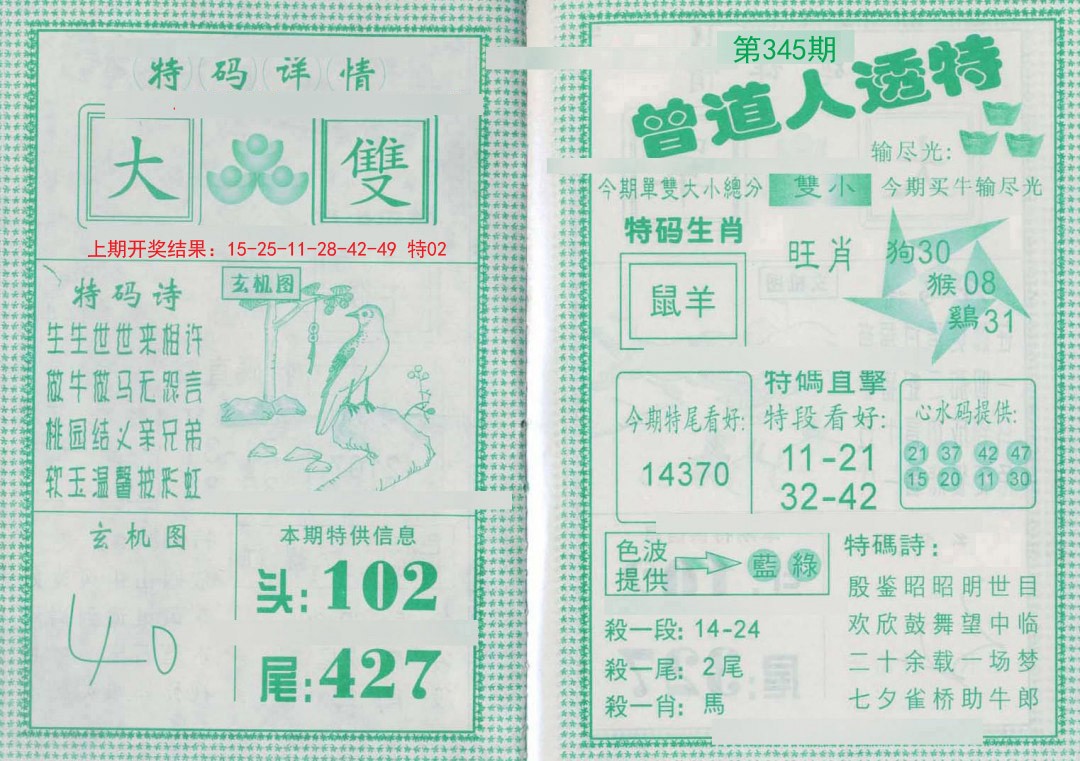 特码详情
大
雙
上期开奖结果：15-25-11-28-42-49 特02
特码诗
生生世世来相许
做牛做马无怨言
桃园结义亲兄弟
软玉温馨披彩虹
玄机图
玄机图
40
本期特供信息
头:102
尾:427
第345期
曾道人透特
输尽光:
今期單雙大小總分
雙小
今期买牛输尽光
特码生肖
鼠羊
旺肖
狗30
猴08
鷄31
今期特尾看好:
14370
特碼直擊
特段看好:
11-21
32-42
心水码提供:
21 37 42 47
15 20 11 30
色波
提供
藍 綠
殺一段: 14-24
殺一尾: 2尾
殺一肖: 馬
特碼詩:
殷鉴昭昭明世目
欢欣鼓舞望中临
二十余载一场梦
七夕雀桥助牛郎